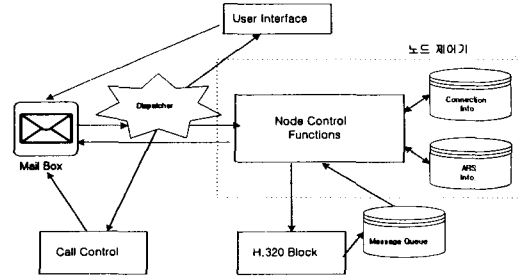 User Interface
노드 제어기
Dispatcher
Connection
Info
Node Control
Functions
Mail Box
ARS
Info
Call Control
H.320 Block
Message Queue